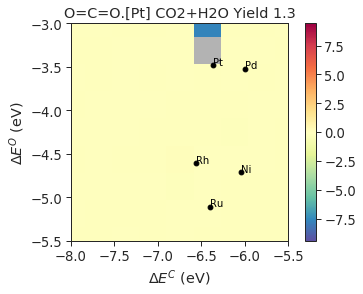 O=C=O.[Pt] CO2+H2O Yield 1.3
−3.0
−3.5
−4.0
−4.5
−5.0
−5.5
ΔE^O (eV)
Pt
Pd
Rh
Ni
Ru
−8.0 −7.5 −7.0 −6.5 −6.0 −5.5
ΔE^C (eV)
7.5
5.0
2.5
0.0
−2.5
−5.0
−7.5